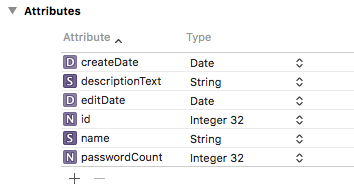 Attributes
Attribute Type
D createDate Date
S descriptionText String
D editDate Date
N id Integer 32
S name String
N passwordCount Integer 32
+ −